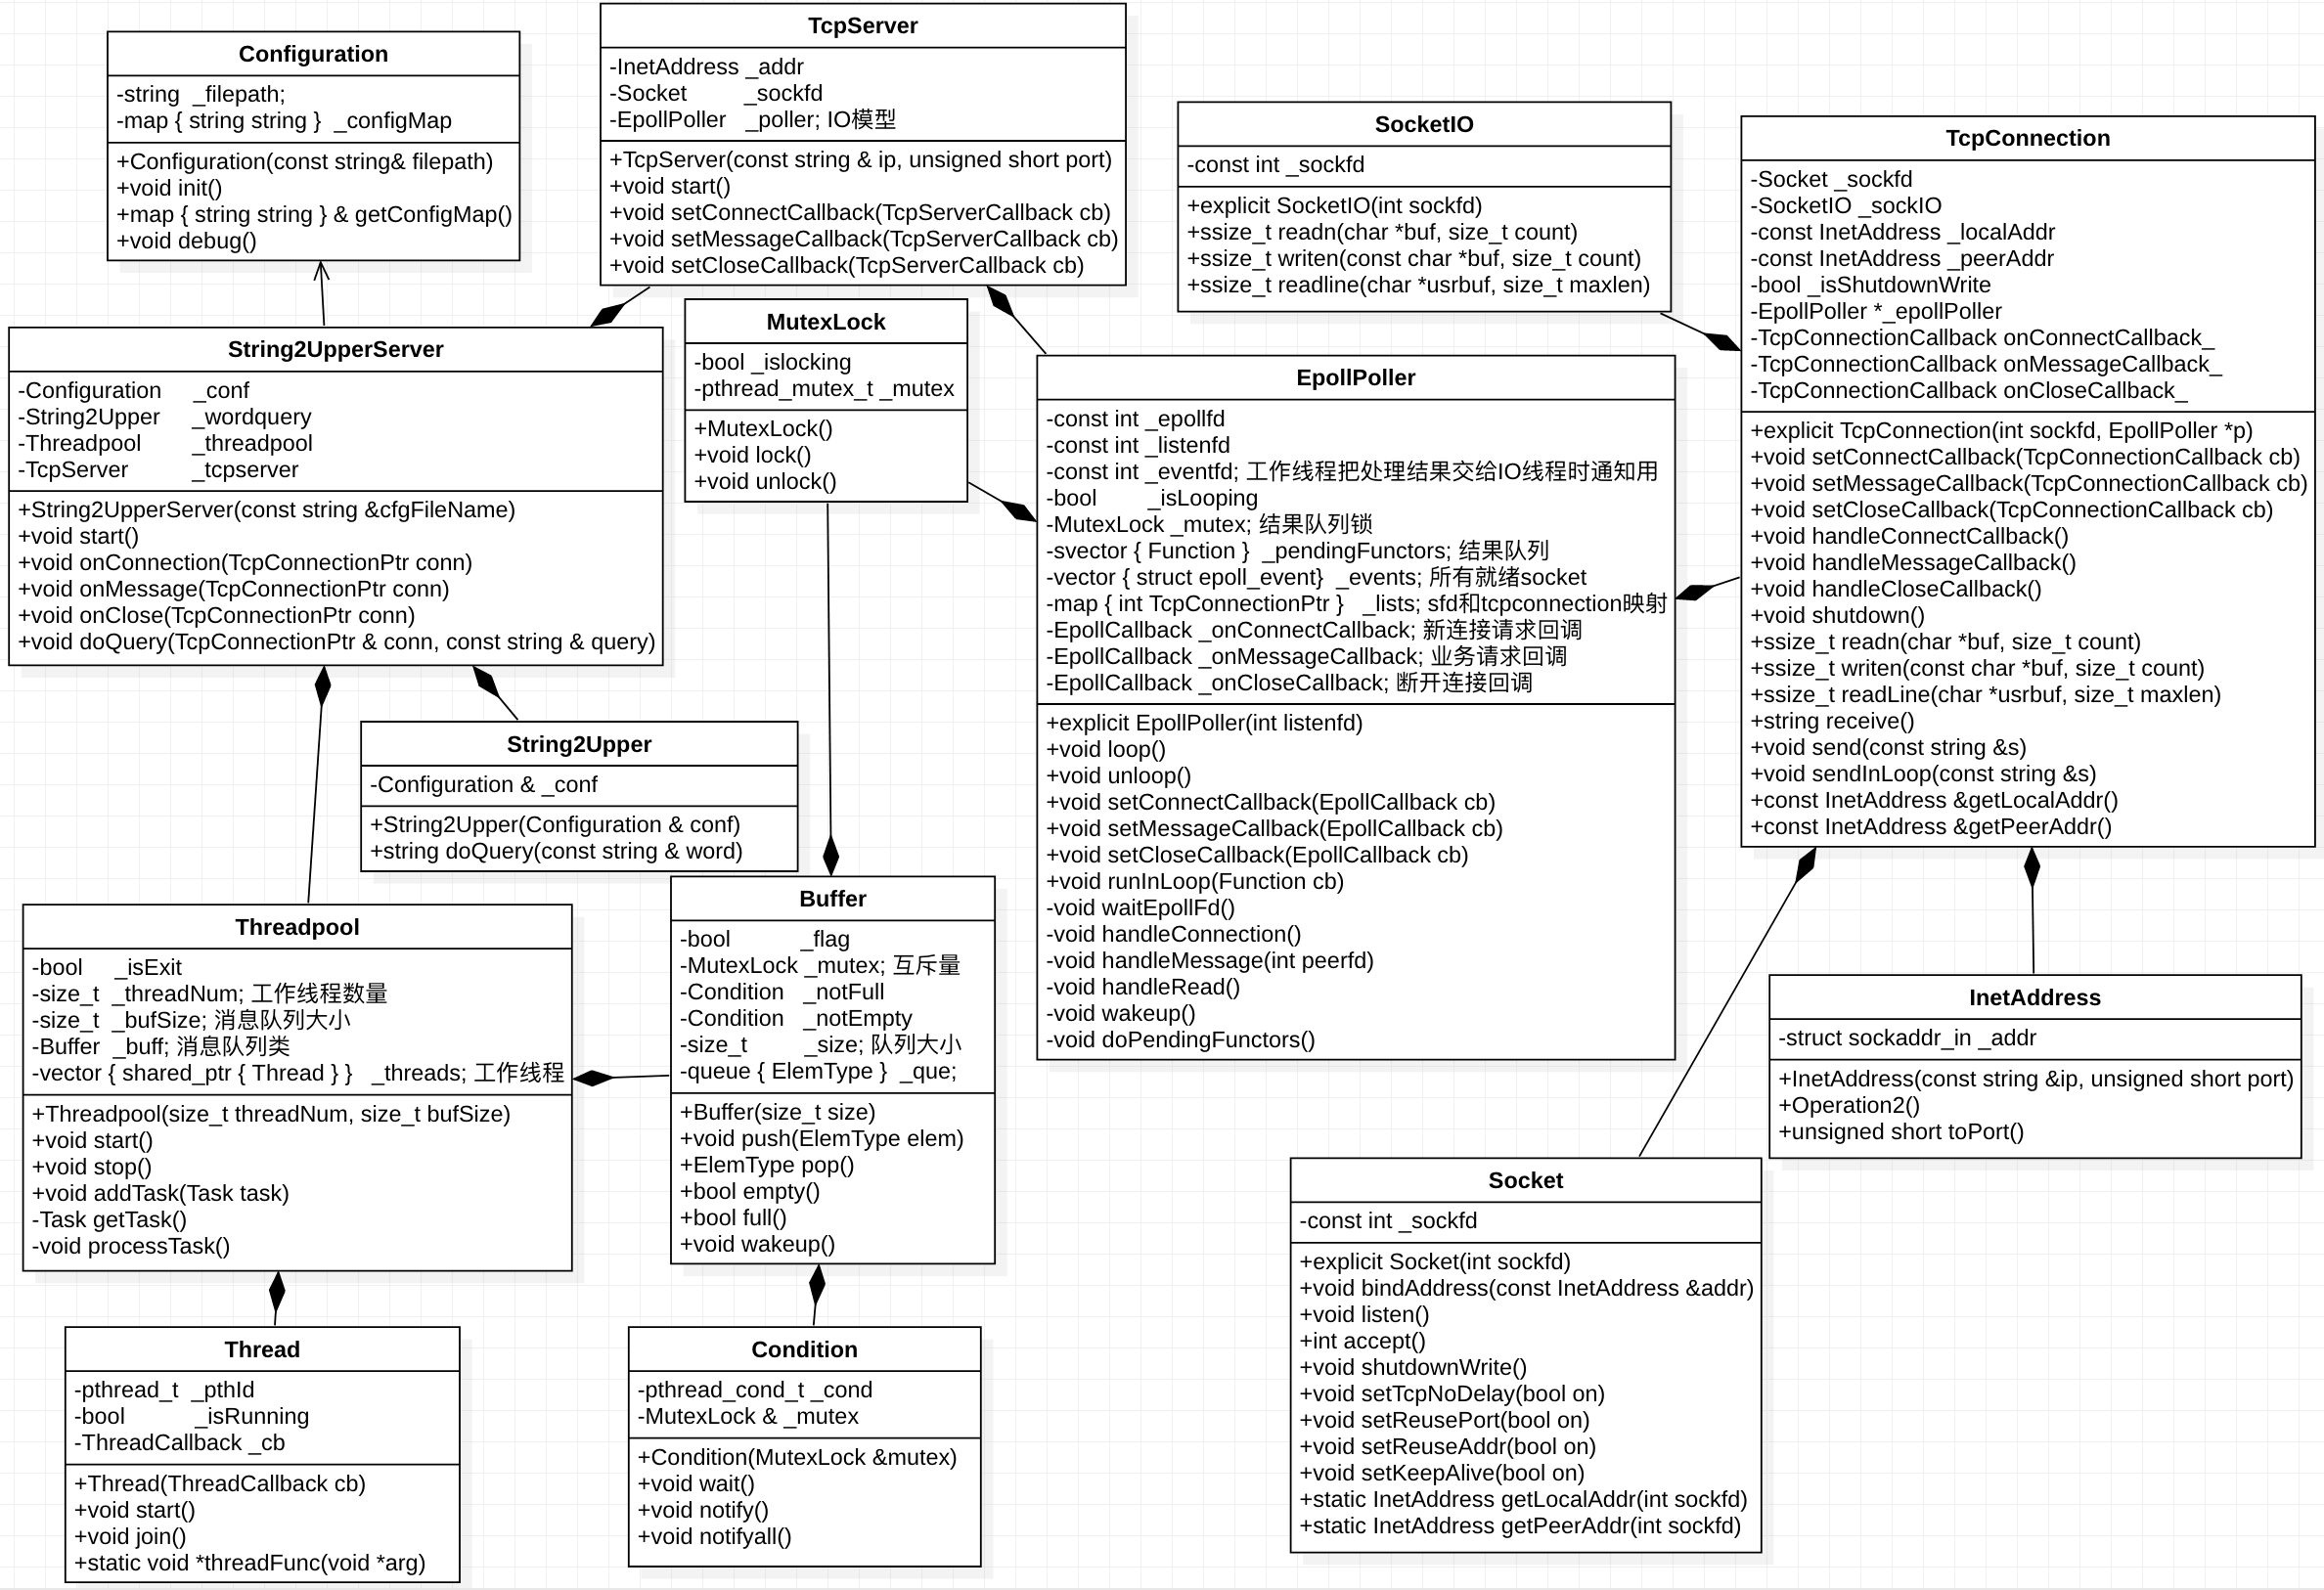 Configuration
-string _filepath;
-map { string string } _configMap
+Configuration(const string& filepath)
+void init()
+map { string string } & getConfigMap()
+void debug()
TcpServer
-InetAddress _addr
-Socket _sockfd
-EpollPoller _poller; IO模型
+TcpServer(const string & ip, unsigned short port)
+void start()
+void setConnectCallback(TcpServerCallback cb)
+void setMessageCallback(TcpServerCallback cb)
+void setCloseCallback(TcpServerCallback cb)
SocketIO
-const int _sockfd
+explicit SocketIO(int sockfd)
+ssize_t readn(char *buf, size_t count)
+ssize_t writen(const char *buf, size_t count)
+ssize_t readline(char *usrbuf, size_t maxlen)
TcpConnection
-Socket _sockfd
-SocketIO _sockIO
-const InetAddress _localAddr
-const InetAddress _peerAddr
-bool _isShutdownWrite
-EpollPoller *_epollPoller
-TcpConnectionCallback onConnectCallback_
-TcpConnectionCallback onMessageCallback_
-TcpConnectionCallback onCloseCallback_
+explicit TcpConnection(int sockfd, EpollPoller *p)
+void setConnectCallback(TcpConnectionCallback cb)
+void setMessageCallback(TcpConnectionCallback cb)
+void setCloseCallback(TcpConnectionCallback cb)
+void handleConnectCallback()
+void handleMessageCallback()
+void handleCloseCallback()
+void shutdown()
+ssize_t readn(char *buf, size_t count)
+ssize_t writen(const char *buf, size_t count)
+ssize_t readLine(char *usrbuf, size_t maxlen)
+string receive()
+void send(const string &s)
+void sendInLoop(const string &s)
+const InetAddress &getLocalAddr()
+const InetAddress &getPeerAddr()
String2UpperServer
-Configuration _conf
-String2Upper _wordquery
-Threadpool _threadpool
-TcpServer _tcpserver
+String2UpperServer(const string &cfgFileName)
+void start()
+void onConnection(TcpConnectionPtr conn)
+void onMessage(TcpConnectionPtr conn)
+void onClose(TcpConnectionPtr conn)
+void doQuery(TcpConnectionPtr & conn, const string & query)
MutexLock
-bool _islocking
-pthread_mutex_t _mutex
+MutexLock()
+void lock()
+void unlock()
EpollPoller
-const int _epollfd
-const int _listenfd
-const int _eventfd; 工作线程把处理结果交给IO线程时通知用
-bool _isLooping
-MutexLock _mutex; 结果队列锁
-svector { Function } _pendingFunctors; 结果队列
-vector { struct epoll_event} _events; 所有就绪socket
-map { int TcpConnectionPtr } _lists; sfd和tcpconnection映射
-EpollCallback _onConnectCallback; 新连接请求回调
-EpollCallback _onMessageCallback; 业务请求回调
-EpollCallback _onCloseCallback; 断开连接回调
+explicit EpollPoller(int listenfd)
+void loop()
+void unloop()
+void setConnectCallback(EpollCallback cb)
+void setMessageCallback(EpollCallback cb)
+void setCloseCallback(EpollCallback cb)
+void runInLoop(Function cb)
-void waitEpollFd()
-void handleConnection()
-void handleMessage(int peerfd)
-void handleRead()
-void wakeup()
-void doPendingFunctors()
String2Upper
-Configuration & _conf
+String2Upper(Configuration & conf)
+string doQuery(const string & word)
Threadpool
-bool _isExit
-size_t _threadNum; 工作线程数量
-size_t _bufSize; 消息队列大小
-Buffer _buff; 消息队列类
-vector { shared_ptr { Thread } } _threads; 工作线程
+Threadpool(size_t threadNum, size_t bufSize)
+void start()
+void stop()
+void addTask(Task task)
-Task getTask()
-void processTask()
Buffer
-bool _flag
-MutexLock _mutex; 互斥量
-Condition _notFull
-Condition _notEmpty
-size_t _size; 队列大小
-queue { ElemType } _que;
+Buffer(size_t size)
+void push(ElemType elem)
+ElemType pop()
+bool empty()
+bool full()
+void wakeup()
InetAddress
-struct sockaddr_in _addr
+InetAddress(const string &ip, unsigned short port)
+Operation2()
+unsigned short toPort()
Socket
-const int _sockfd
+explicit Socket(int sockfd)
+void bindAddress(const InetAddress &addr)
+void listen()
+int accept()
+void shutdownWrite()
+void setTcpNoDelay(bool on)
+void setReusePort(bool on)
+void setReuseAddr(bool on)
+void setKeepAlive(bool on)
+static InetAddress getLocalAddr(int sockfd)
+static InetAddress getPeerAddr(int sockfd)
Thread
-pthread_t _pthId
-bool _isRunning
-ThreadCallback _cb
+Thread(ThreadCallback cb)
+void start()
+void join()
+static void *threadFunc(void *arg)
Condition
-pthread_cond_t _cond
-MutexLock & _mutex
+Condition(MutexLock &mutex)
+void wait()
+void notify()
+void notifyall()